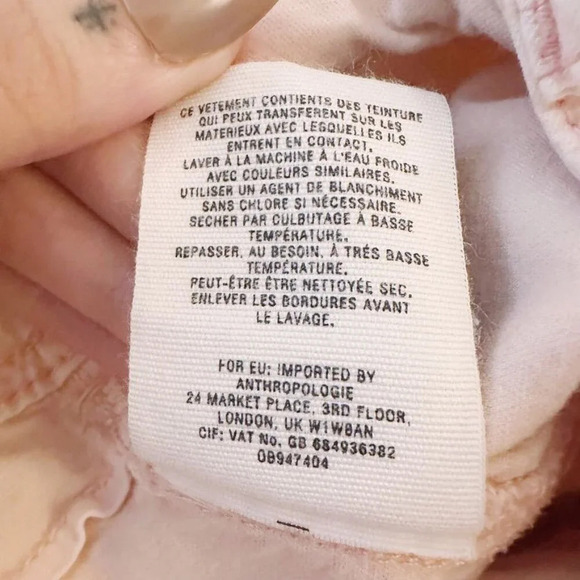 CE VETEMENT CONTIENTS DES TEINTURE
QUI PEUX TRANSFERENT SUR LES
MATERIEUX AVEC LESQUELLES ILS
ENTRENT EN CONTACT.
LAVER À LA MACHINE À L'EAU FROIDE
AVEC COULEURS SIMILAIRES.
UTILISER UN AGENT DE BLANCHIMENT
SANS CHLORE SI NÉCESSAIRE.
SECHER PAR CULBUTAGE À BASSE
TEMPÉRATURE.
REPASSER, AU BESOIN, À TRÉS BASSE
TEMPÉRATURE.
PEUT-ÊTRE ÊTRE NETTOYÉE SEC.
ENLEVER LES BORDURES AVANT
LE LAVAGE.
FOR EU: IMPORTED BY
ANTHROPOLOGIE
24 MARKET PLACE, 3RD FLOOR,
LONDON, UK W1W8AN
CIF: VAT No. GB 684936382
OB947404